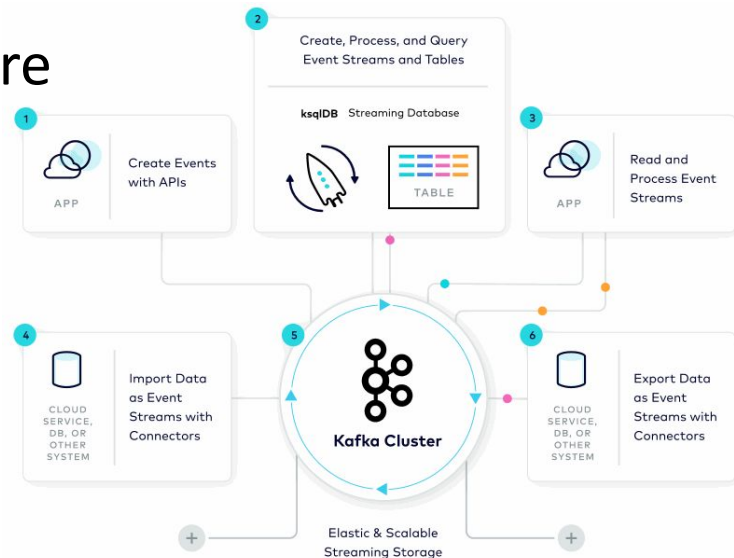 re
2
Create, Process, and Query
Event Streams and Tables
ksqlDB Streaming Database
TABLE
1
APP
Create Events
with APIs
3
APP
Read and
Process Event
Streams
4
CLOUD
SERVICE,
DB, OR
OTHER
SYSTEM
Import Data
as Event
Streams with
Connectors
5
Kafka Cluster
6
CLOUD
SERVICE,
DB, OR
OTHER
SYSTEM
Export Data
as Event
Streams with
Connectors
+
Elastic & Scalable
Streaming Storage
+